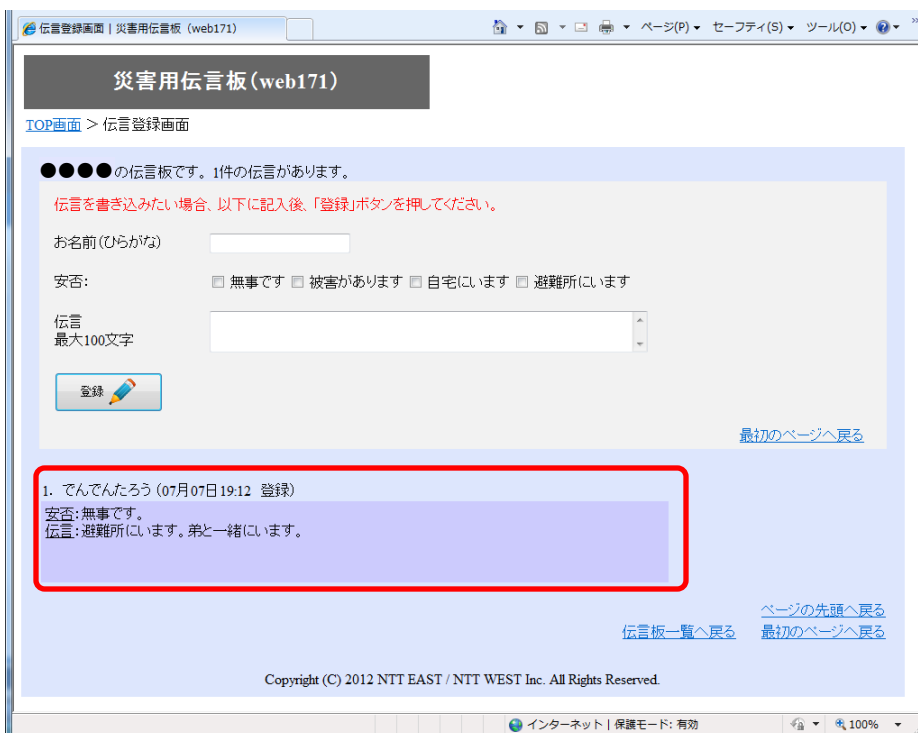 伝言登録画面 | 災害用伝言板 (web171)
ページ(P) セーフティ(S) ツール(O)
災害用伝言板(web171)
TOP画面 > 伝言登録画面
●●●●の伝言板です。1件の伝言があります。
伝言を書き込みたい場合、以下に記入後、「登録」ボタンを押してください。
お名前(ひらがな)
安否: 無事です 被害があります 自宅にいます 避難所にいます
伝言
最大100文字
登録
最初のページへ戻る
1. でんでんたろう (07月07日19:12 登録)
安否:無事です。
伝言:避難所にいます。弟と一緒にいます。
ページの先頭へ戻る
伝言板一覧へ戻る 最初のページへ戻る
Copyright (C) 2012 NTT EAST / NTT WEST Inc. All Rights Reserved.
インターネット | 保護モード: 有効 100%